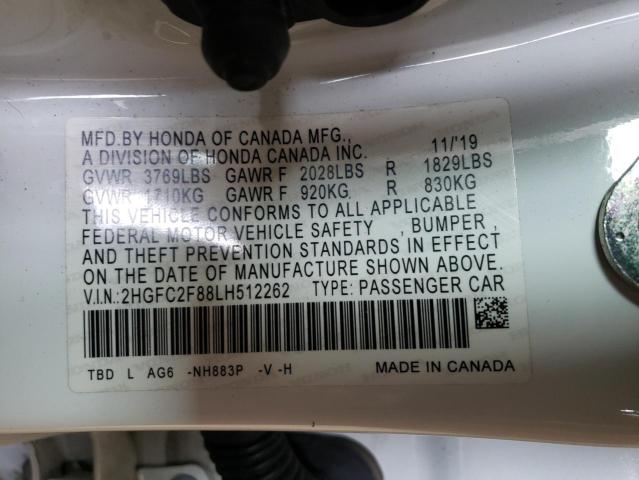 MFD.BY HONDA OF CANADA MFG., 11/'19
A DIVISION OF HONDA CANADA INC.
GVWR 3769LBS GAWR F 2028LBS R 1829LBS
GVWR 1710KG GAWR F 920KG R 830KG
THIS VEHICLE CONFORMS TO ALL APPLICABLE
FEDERAL MOTOR VEHICLE SAFETY , BUMPER ,
AND THEFT PREVENTION STANDARDS IN EFFECT
ON THE DATE OF MANUFACTURE SHOWN ABOVE.
V.I.N.:2HGFC2F88LH512262 TYPE: PASSENGER CAR
TBD L AG6 -NH883P -V -H MADE IN CANADA